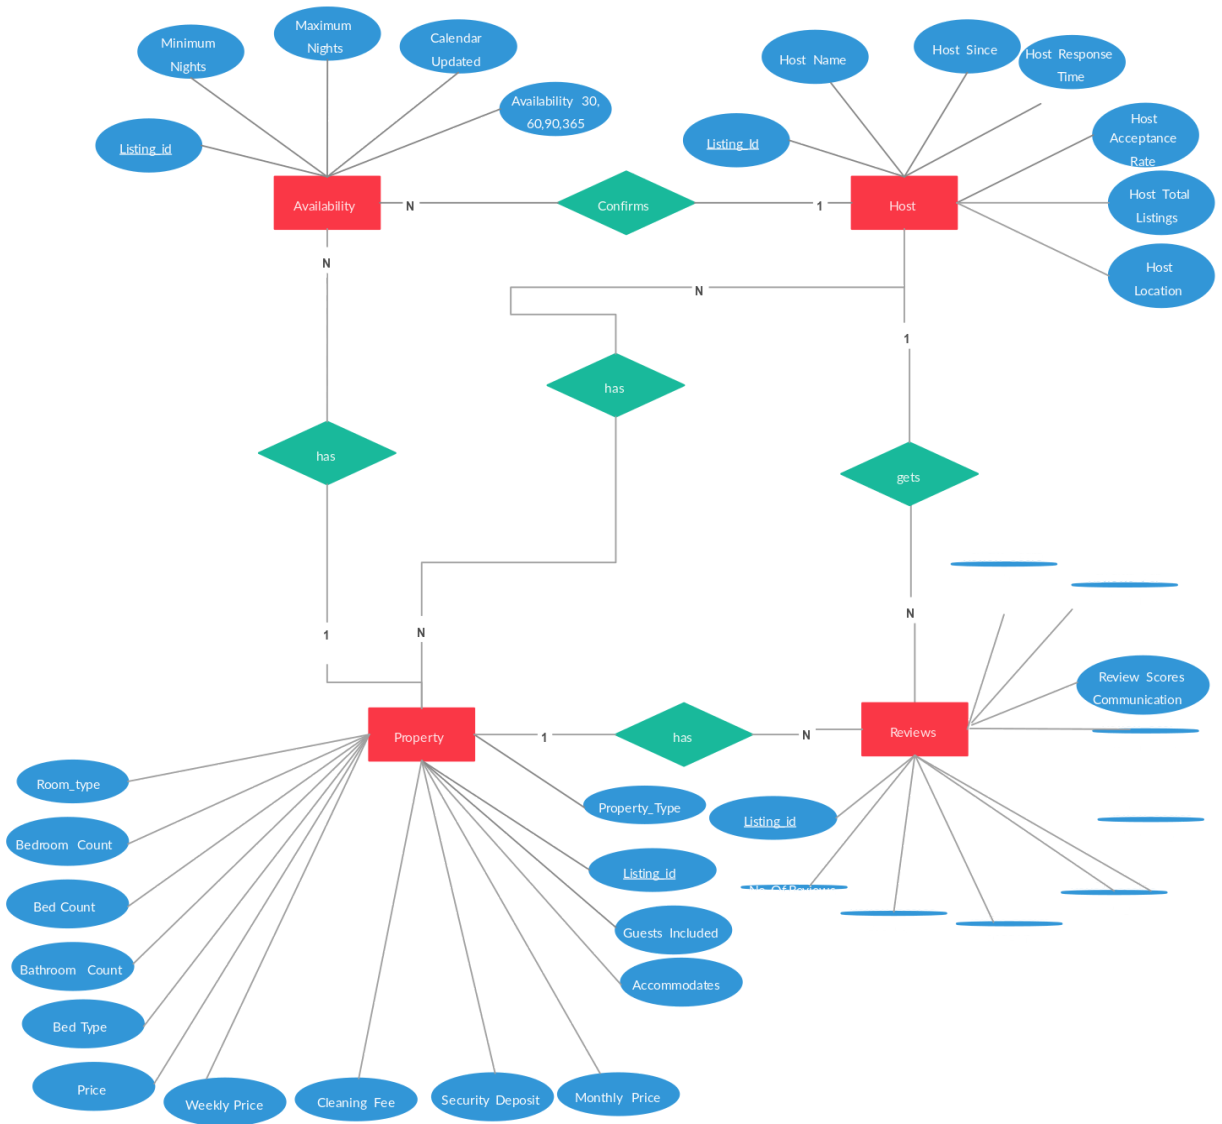 Maximum
Nights
Minimum
Nights
Calendar
Updated
Availability 30,
60,90,365
Listing_id
Host Name
Host Since
Host Response
Time
Listing_Id
Host
Acceptance
Rate
Host Total
Listings
Host
Location
Availability
N
Confirms
1
Host
N
N
1
has
has
gets
1
N
N
Review Scores
Communication
Property
1
has
N
Reviews
Room_type
Property_Type
Listing_id
Bedroom Count
Listing_id
No. Of Reviews
Bed Count
Guests Included
Bathroom Count
Accommodates
Bed Type
Price
Weekly Price
Cleaning Fee
Security Deposit
Monthly Price